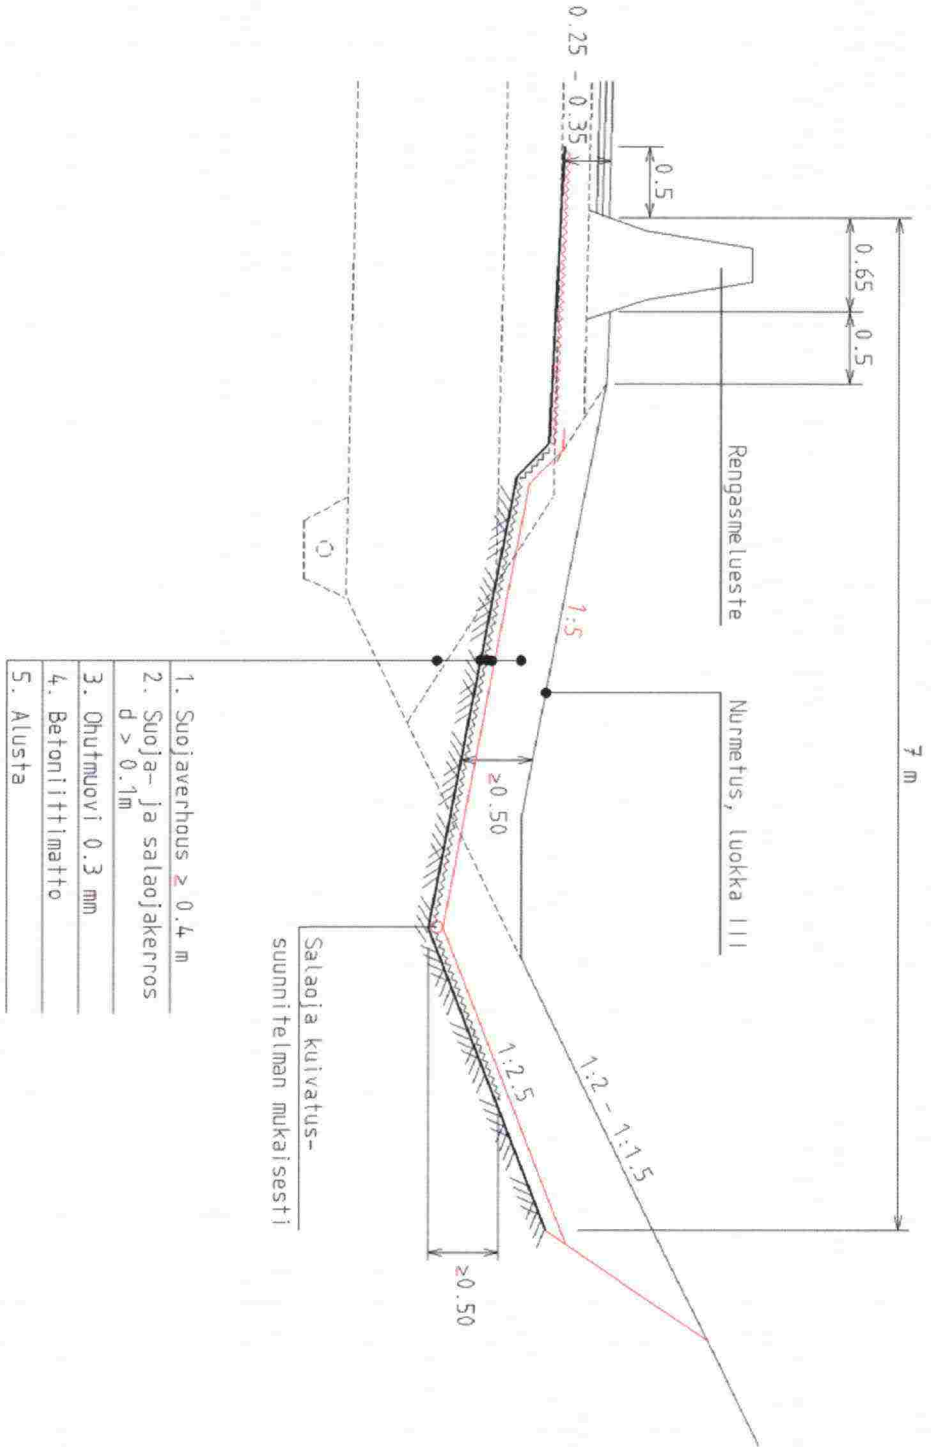 7 m
0.5
0.65
0.5
0.25 - 0.35
Rengasmelueste
Nurmetus, luokka III
1:5
1:2 - 1:1.5
≥0.50
1:2.5
≥0.50
Salaoja kuivatus-
suunnitelman mukaisesti
1. Suojaverhous ≥ 0.4 m
2. Suoja- ja salaojakerros
d > 0.1m
3. Ohutmuovi 0.3 mm
4. Betoniittimatto
5. Alusta